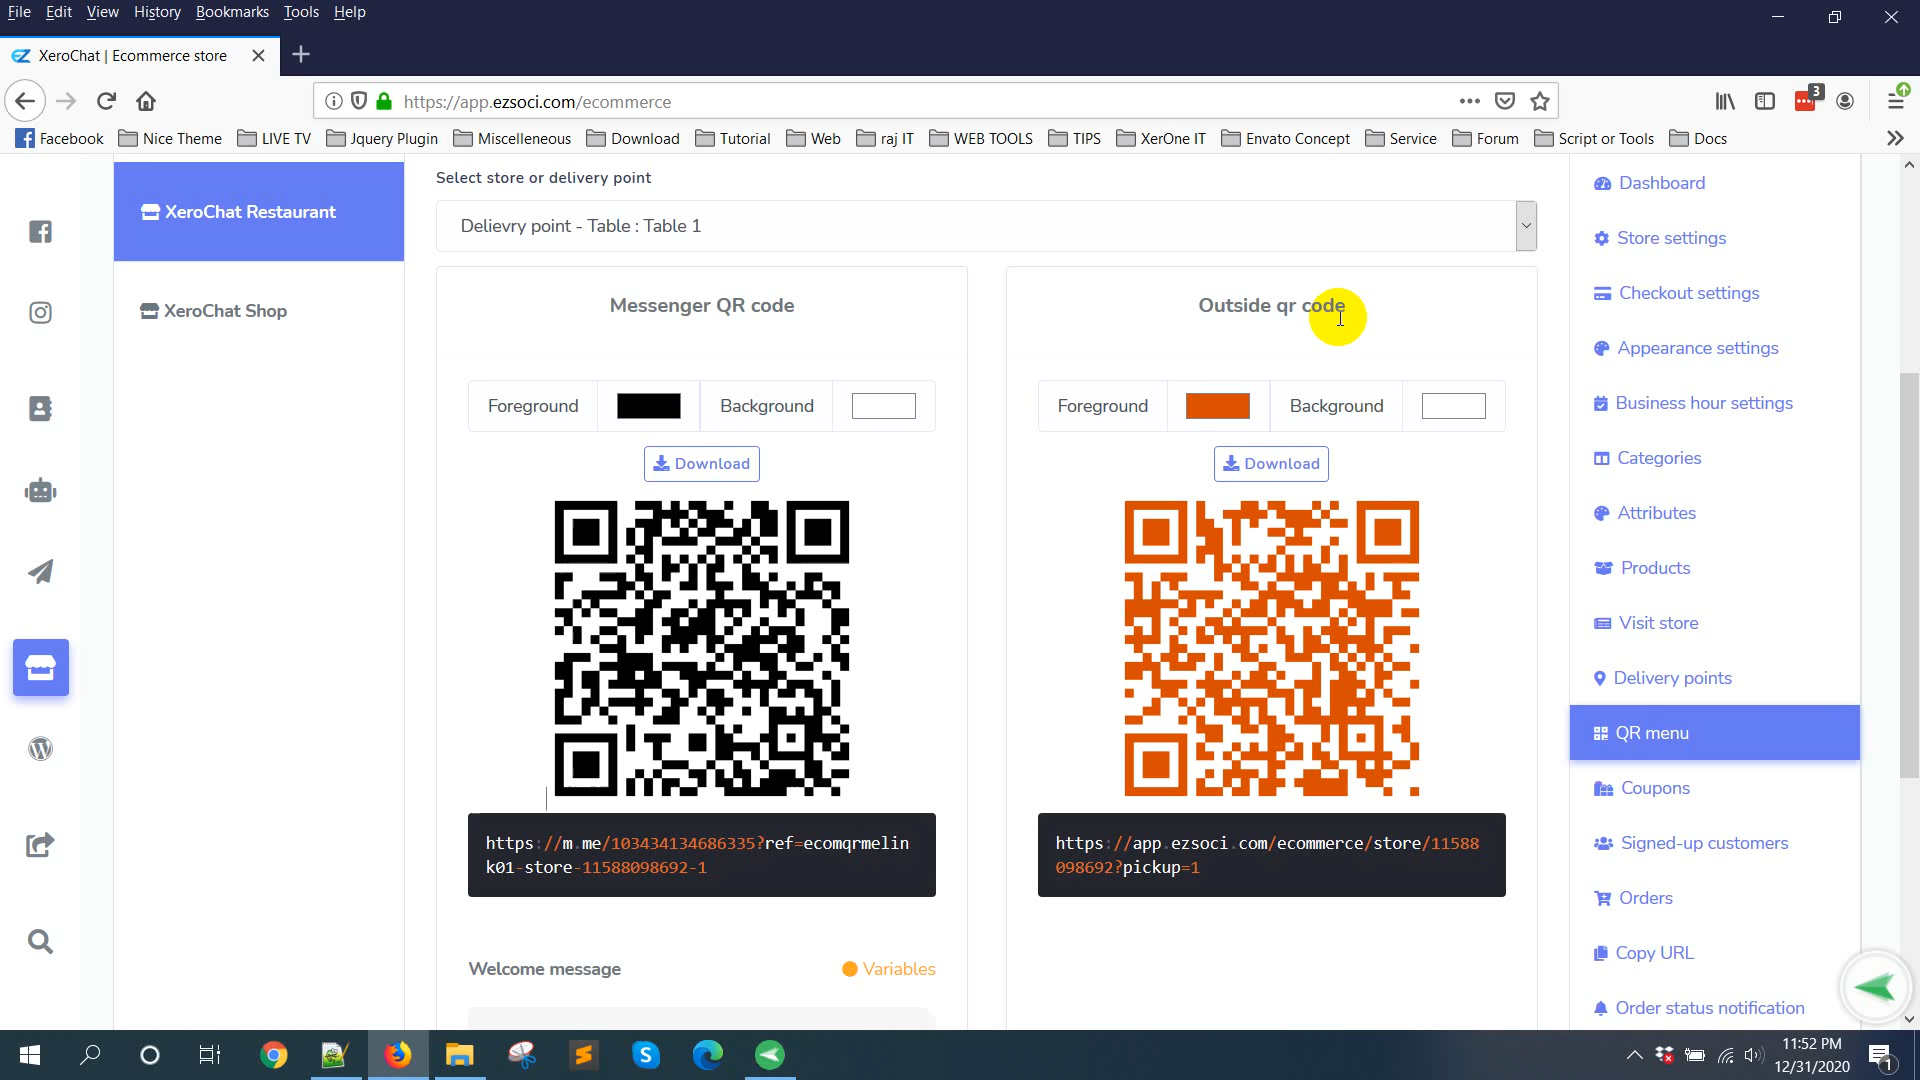 File Edit View History Bookmarks Tools Help
XeroChat | Ecommerce store
https://app.ezsoci.com/ecommerce
3
Facebook Nice Theme LIVE TV Jquery Plugin Miscelleneous Download Tutorial Web raj IT WEB TOOLS TIPS XerOne IT Envato Concept Service Forum Script or Tools Docs
XeroChat Restaurant
XeroChat Shop
Select store or delivery point
Delievry point - Table : Table 1
Messenger QR code
Foreground Background
Download
https://m.me/103434134686335?ref=ecomqrmelin
k01-store-11588098692-1
Welcome message
Variables
Outside qr code
Foreground Background
Download
https://app.ezsoci.com/ecommerce/store/11588
098692?pickup=1
Dashboard
Store settings
Checkout settings
Appearance settings
Business hour settings
Categories
Attributes
Products
Visit store
Delivery points
QR menu
Coupons
Signed-up customers
Orders
Copy URL
Order status notification
11:52 PM
12/31/2020
1